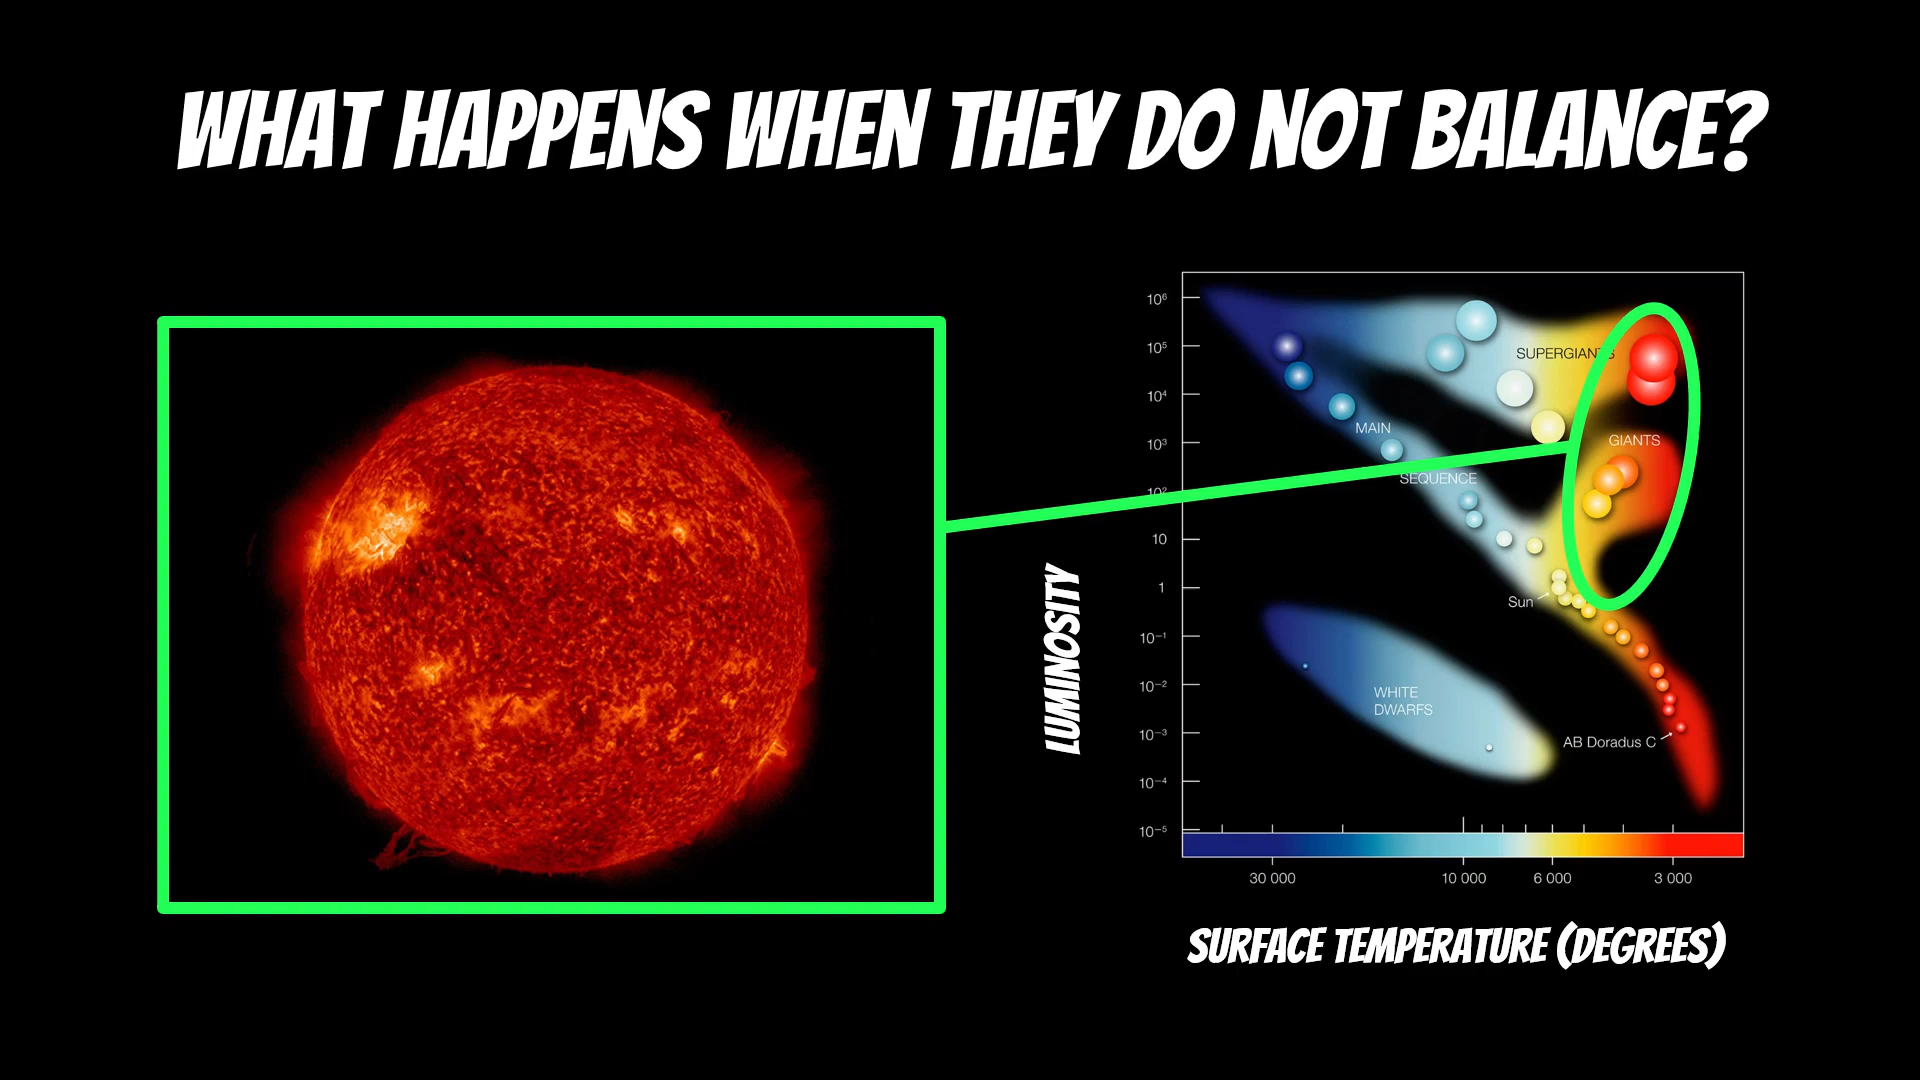 WHAT HAPPENS WHEN THEY DO NOT BALANCE?
10⁶
10⁵
10⁴
10³
10²
10
1
10⁻¹
10⁻²
10⁻³
10⁻⁴
10⁻⁵
LUMINOSITY
SUPERGIANTS
MAIN
GIANTS
SEQUENCE
Sun
WHITE
DWARFS
AB Doradus C
30 000
10 000
6 000
3 000
SURFACE TEMPERATURE (DEGREES)